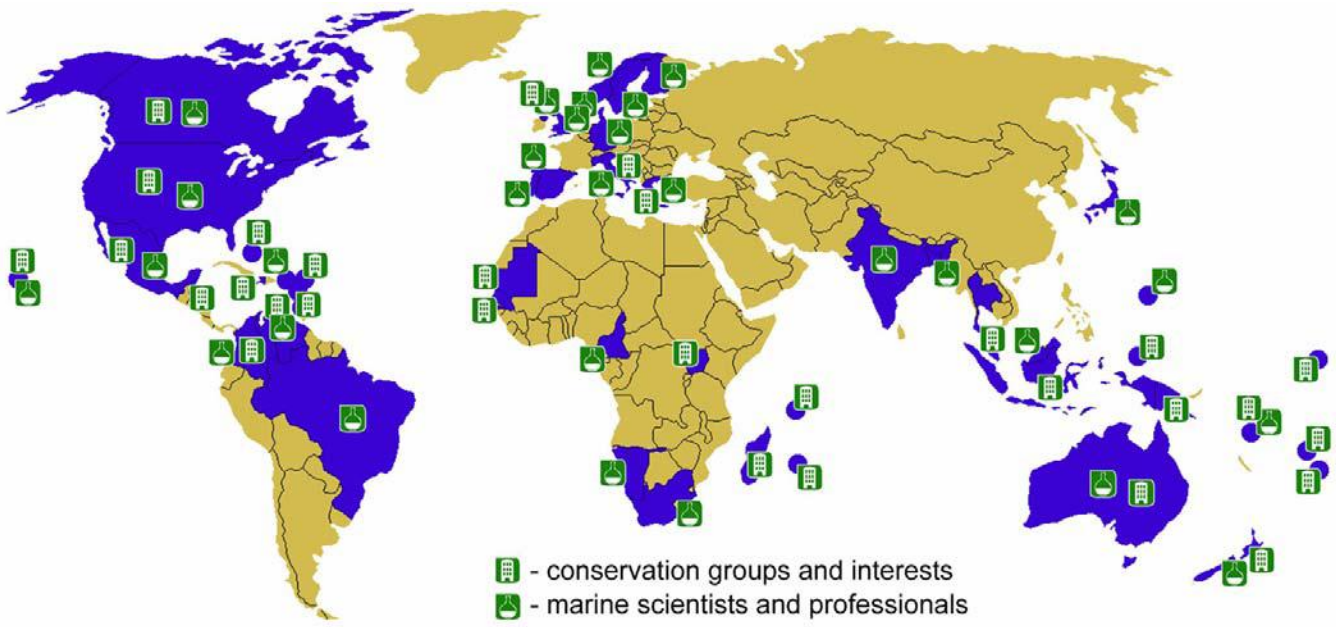 - conservation groups and interests
- marine scientists and professionals